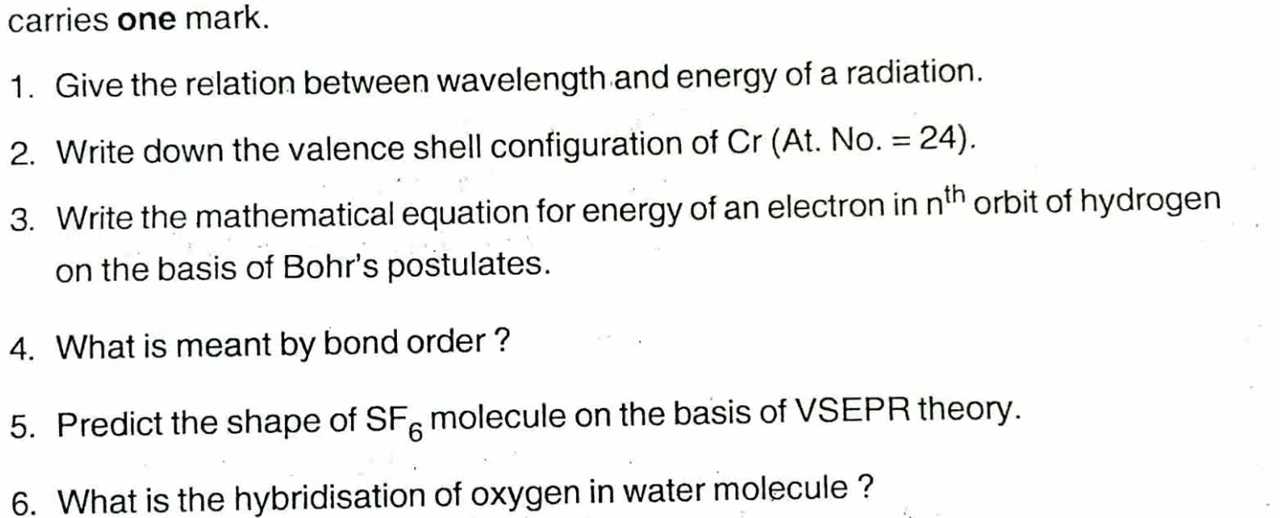 carries one mark.
1. Give the relation between wavelength and energy of a radiation.
2. Write down the valence shell configuration of Cr (At. No. = 24).
3. Write the mathematical equation for energy of an electron in nth orbit of hydrogen
on the basis of Bohr's postulates.
4. What is meant by bond order ?
5. Predict the shape of SF6 molecule on the basis of VSEPR theory.
6. What is the hybridisation of oxygen in water molecule ?